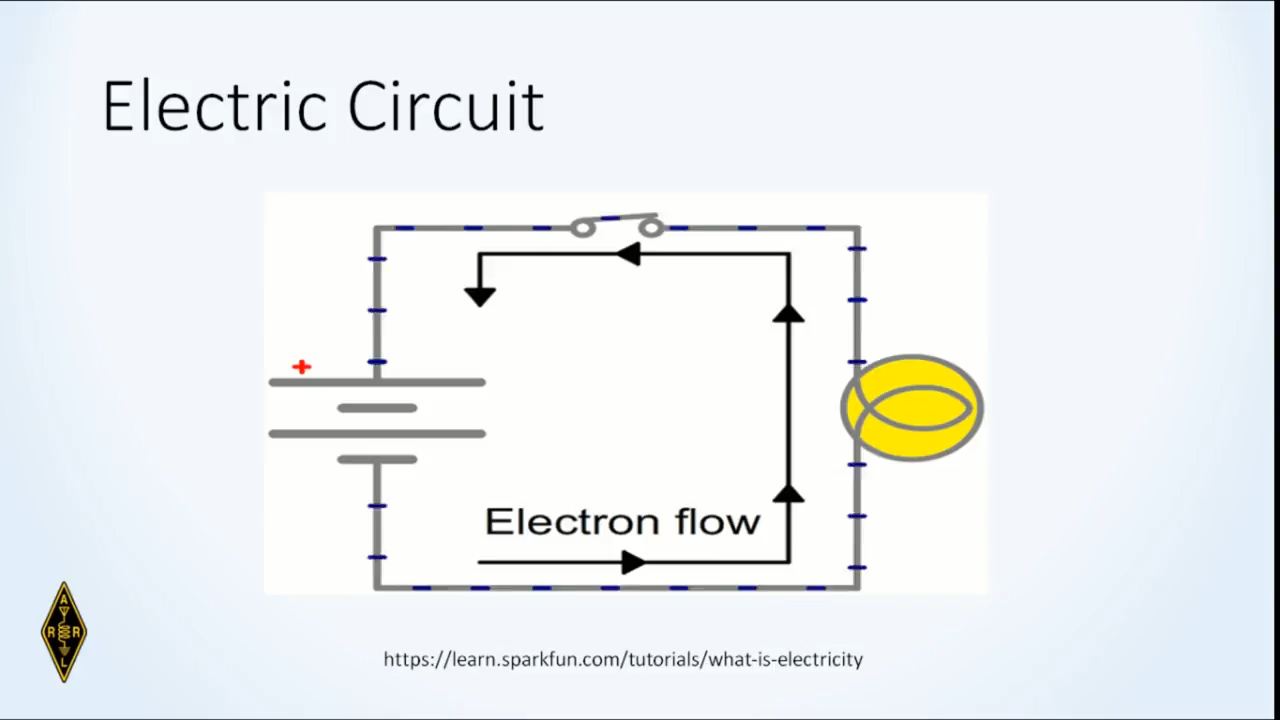 Electric Circuit
+
Electron flow
A
R R
L
https://learn.sparkfun.com/tutorials/what-is-electricity